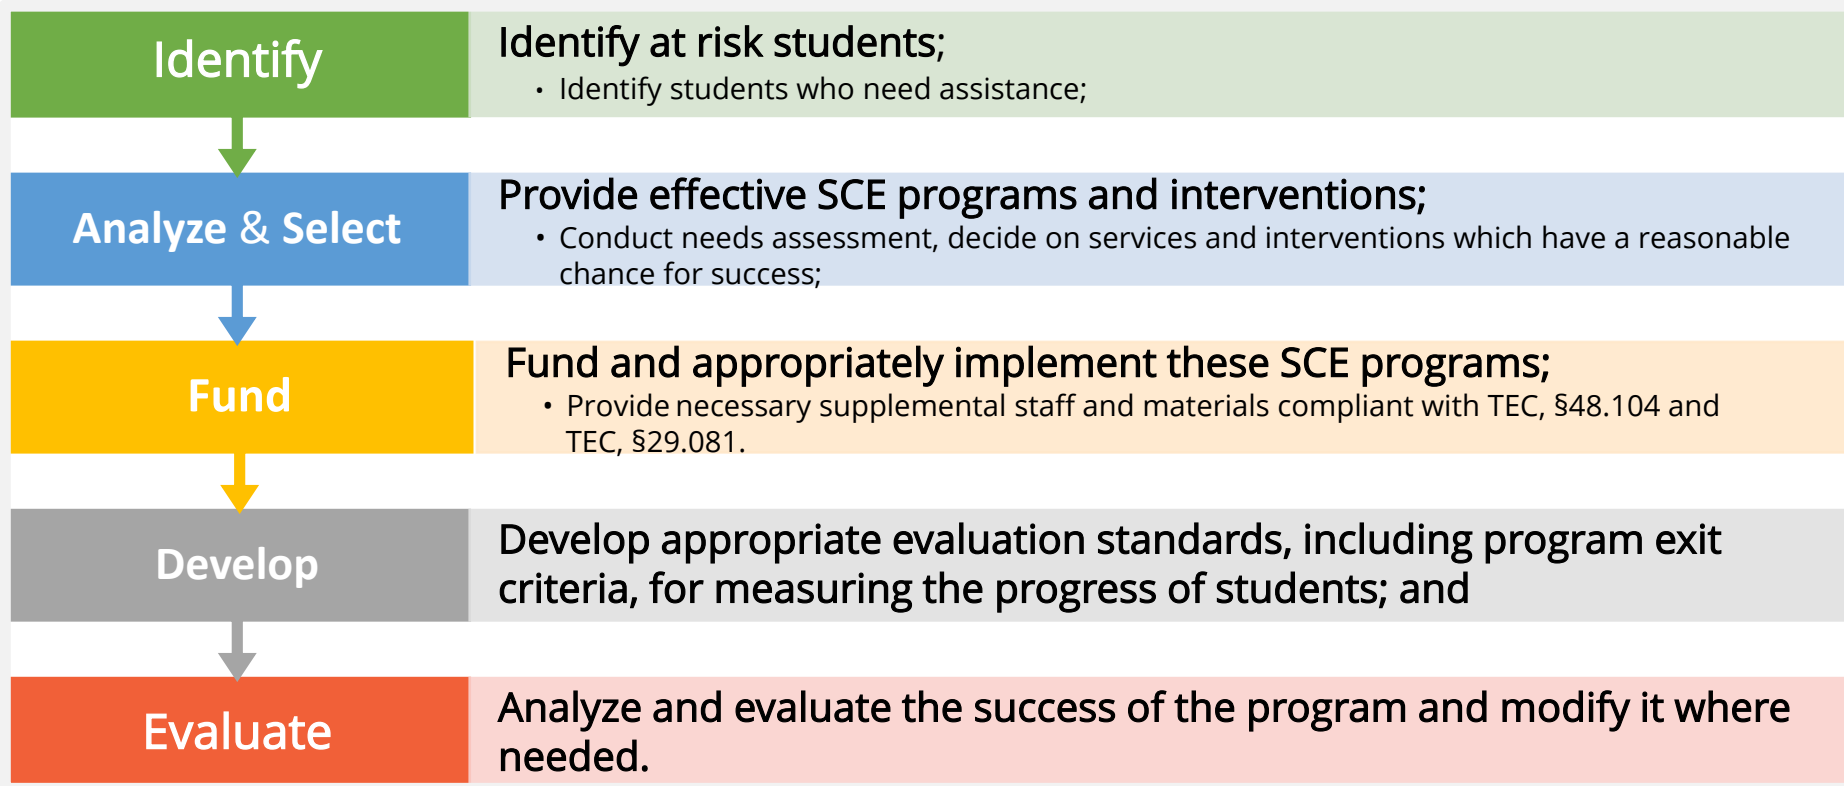 Identify
Identify at risk students;
• Identify students who need assistance;
Analyze & Select
Provide effective SCE programs and interventions;
• Conduct needs assessment, decide on services and interventions which have a reasonable
chance for success;
Fund
Fund and appropriately implement these SCE programs;
• Provide necessary supplemental staff and materials compliant with TEC, §48.104 and
TEC, §29.081.
Develop
Develop appropriate evaluation standards, including program exit
criteria, for measuring the progress of students; and
Evaluate
Analyze and evaluate the success of the program and modify it where
needed.